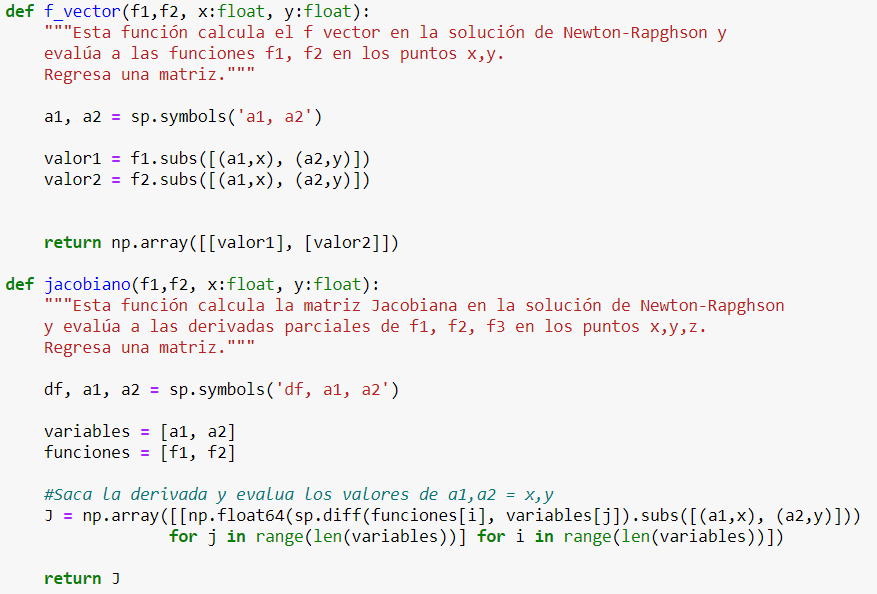 def f_vector(f1,f2, x:float, y:float):
    """Esta función calcula el f vector en la solución de Newton-Rapghson y
    evalúa a las funciones f1, f2 en los puntos x,y.
    Regresa una matriz."""

    a1, a2 = sp.symbols('a1, a2')

    valor1 = f1.subs([(a1,x), (a2,y)])
    valor2 = f2.subs([(a1,x), (a2,y)])


    return np.array([[valor1], [valor2]])

def jacobiano(f1,f2, x:float, y:float):
    """Esta función calcula la matriz Jacobiana en la solución de Newton-Rapghson
    y evalúa a las derivadas parciales de f1, f2, f3 en los puntos x,y,z.
    Regresa una matriz."""

    df, a1, a2 = sp.symbols('df, a1, a2')

    variables = [a1, a2]
    funciones = [f1, f2]

    #Saca la derivada y evalua los valores de a1,a2 = x,y
    J = np.array([[np.float64(sp.diff(funciones[i], variables[j]).subs([(a1,x), (a2,y)]))
                 for j in range(len(variables))] for i in range(len(variables))])

    return J